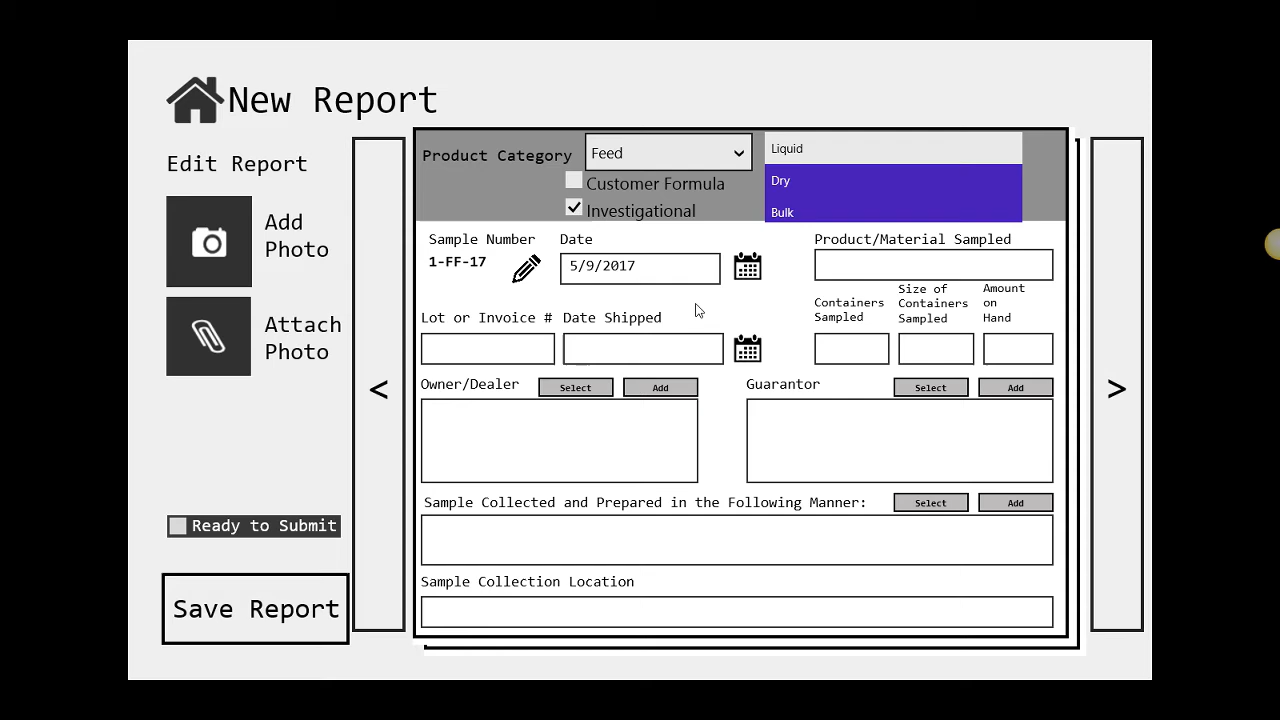 New Report
Edit Report
Add
Photo
Attach
Photo
Ready to Submit
Save Report
<
Product Category
Feed
Customer Formula
Investigational
Liquid
Dry
Bulk
Sample Number
1-FF-17
Date
5/9/2017
Product/Material Sampled
Lot or Invoice #
Date Shipped
Containers
Sampled
Size of
Containers
Sampled
Amount
on
Hand
Owner/Dealer
Select
Add
Guarantor
Select
Add
Sample Collected and Prepared in the Following Manner:
Select
Add
Sample Collection Location
>